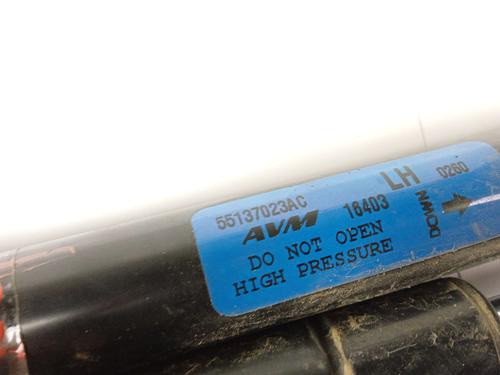 55137023AC 16403 LH 0260
AVM
DO NOT OPEN
HIGH PRESSURE
DOWN